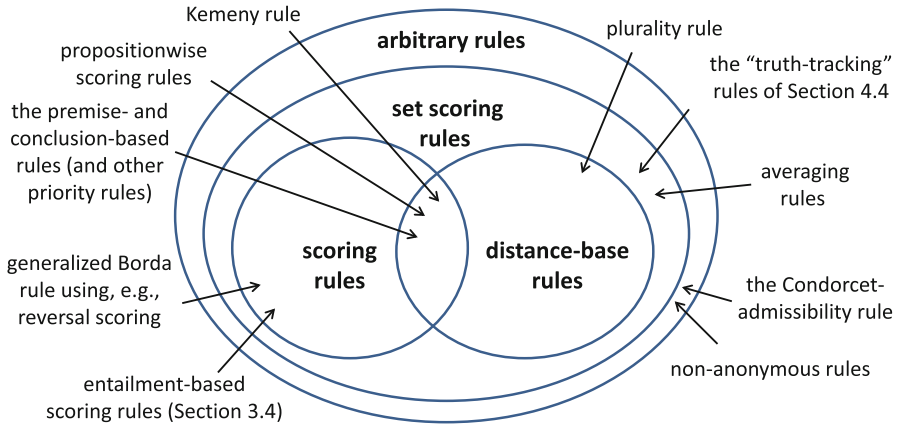 Kemeny rule
arbitrary rules
plurality rule
propositionwise
scoring rules
the “truth-tracking”
rules of Section 4.4
the premise- and
conclusion-based
rules (and other
priority rules)
set scoring
rules
averaging
rules
scoring
rules
distance-base
rules
generalized Borda
rule using, e.g.,
reversal scoring
the Condorcet-
admissibility rule
non-anonymous rules
entailment-based
scoring rules (Section 3.4)